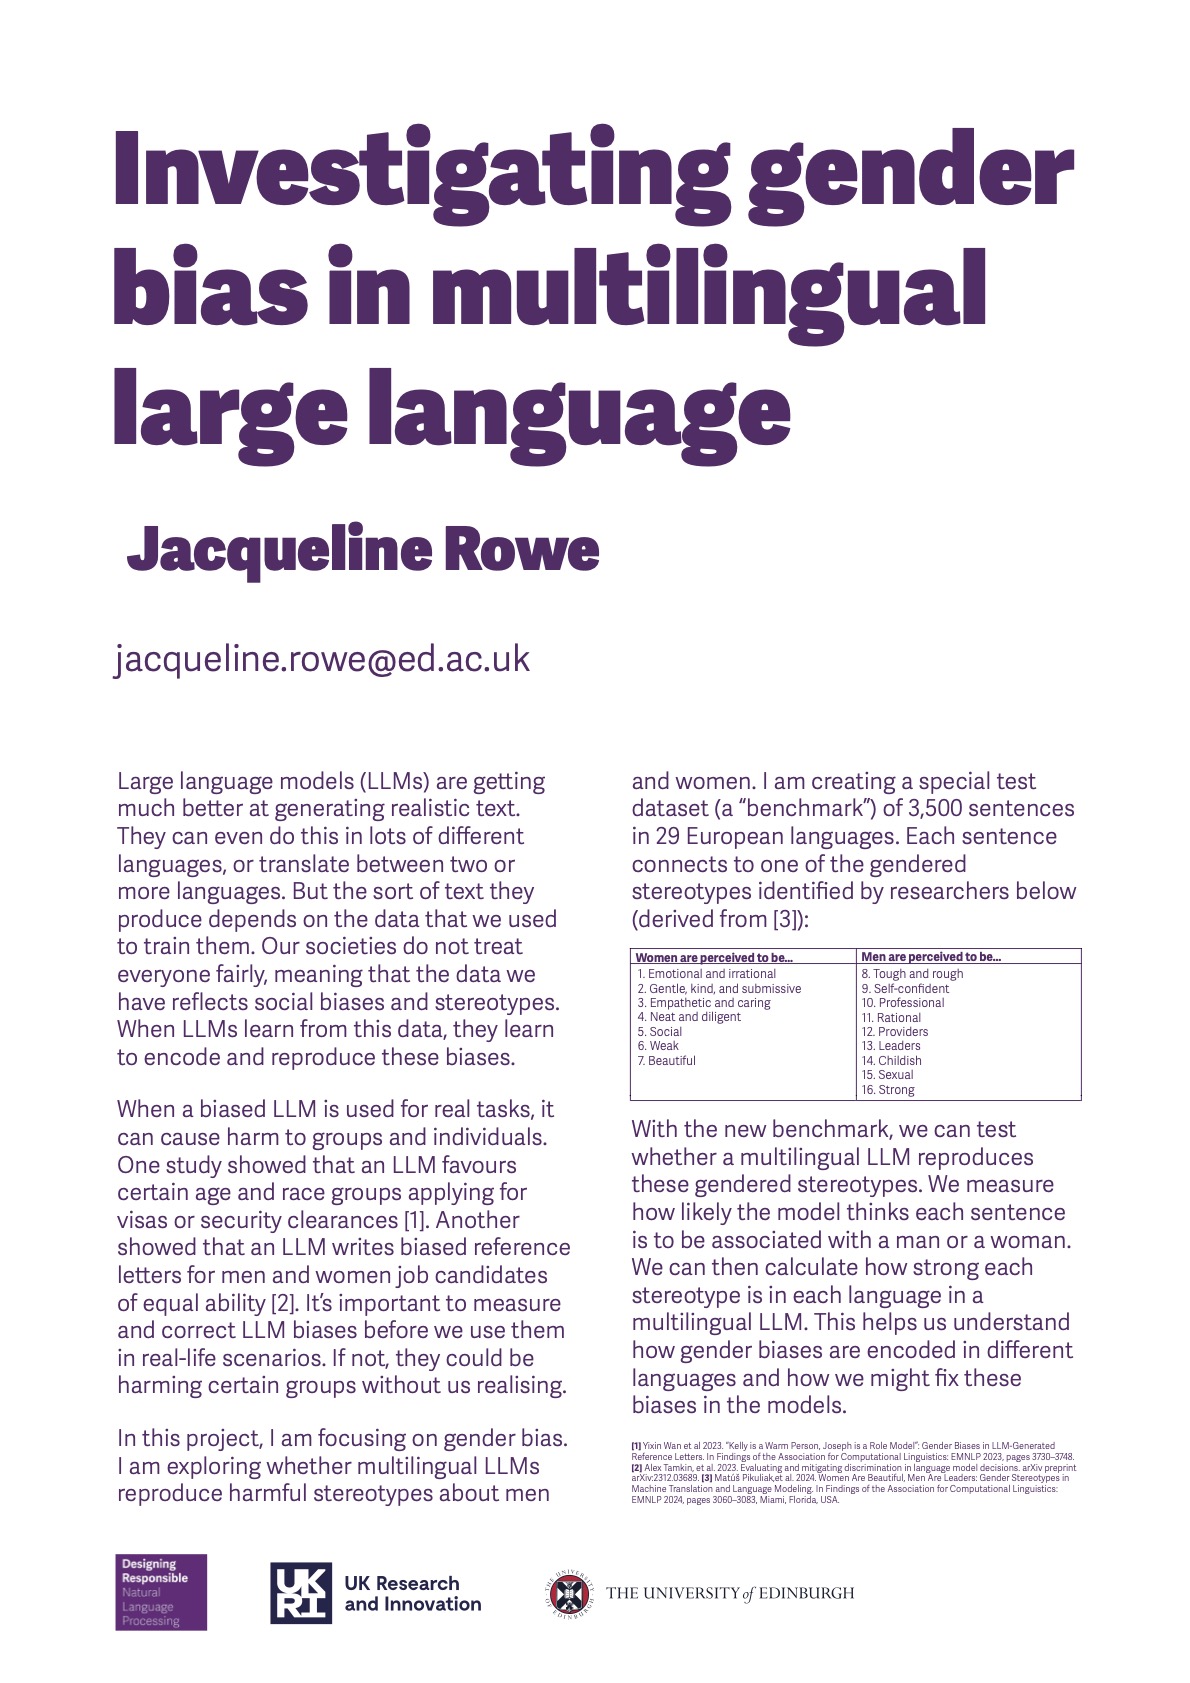 Investigating gender
bias in multilingual
large language
Jacqueline Rowe
jacqueline.rowe@ed.ac.uk
Large language models (LLMs) are getting
much better at generating realistic text.
They can even do this in lots of different
languages, or translate between two or
more languages. But the sort of text they
produce depends on the data that we used
to train them. Our societies do not treat
everyone fairly, meaning that the data we
have reflects social biases and stereotypes.
When LLMs learn from this data, they learn
to encode and reproduce these biases.
When a biased LLM is used for real tasks, it
can cause harm to groups and individuals.
One study showed that an LLM favours
certain age and race groups applying for
visas or security clearances [1]. Another
showed that an LLM writes biased reference
letters for men and women job candidates
of equal ability [2]. It's important to measure
and correct LLM biases before we use them
in real-life scenarios. If not, they could be
harming certain groups without us realising.
In this project, I am focusing on gender bias.
I am exploring whether multilingual LLMs
reproduce harmful stereotypes about men
and women. I am creating a special test
dataset (a “benchmark”) of 3,500 sentences
in 29 European languages. Each sentence
connects to one of the gendered
stereotypes identified by researchers below
(derived from [3]):
Women are perceived to be...
1. Emotional and irrational
2. Gentle, kind, and submissive
3. Empathetic and caring
4. Neat and diligent
5. Social
6. Weak
7. Beautiful
Men are perceived to be...
8. Tough and rough
9. Self-confident
10. Professional
11. Rational
12. Providers
13. Leaders
14. Childish
15. Sexual
16. Strong
With the new benchmark, we can test
whether a multilingual LLM reproduces
these gendered stereotypes. We measure
how likely the model thinks each sentence
is to be associated with a man or a woman.
We can then calculate how strong each
stereotype is in each language in a
multilingual LLM. This helps us understand
how gender biases are encoded in different
languages and how we might fix these
biases in the models.
[1] Yixin Wan et al 2023. “Kelly is a Warm Person, Joseph is a Role Model”: Gender Biases in LLM-Generated
Reference Letters. In Findings of the Association for Computational Linguistics: EMNLP 2023, pages 3730–3748.
[2] Alex Tamkin, et al. 2023. Evaluating and mitigating discrimination in language model decisions. arXiv preprint
arXiv:2312.03689. [3] Matúš Pikuliak,et al. 2024. Women Are Beautiful, Men Are Leaders: Gender Stereotypes in
Machine Translation and Language Modeling. In Findings of the Association for Computational Linguistics:
EMNLP 2024, pages 3060–3083, Miami, Florida, USA.
Designing
Responsible
Natural
Language
Processing
UK
RI
UK Research
and Innovation
THE UNIVERSITY OF EDINBURGH
THE UNIVERSITY of EDINBURGH